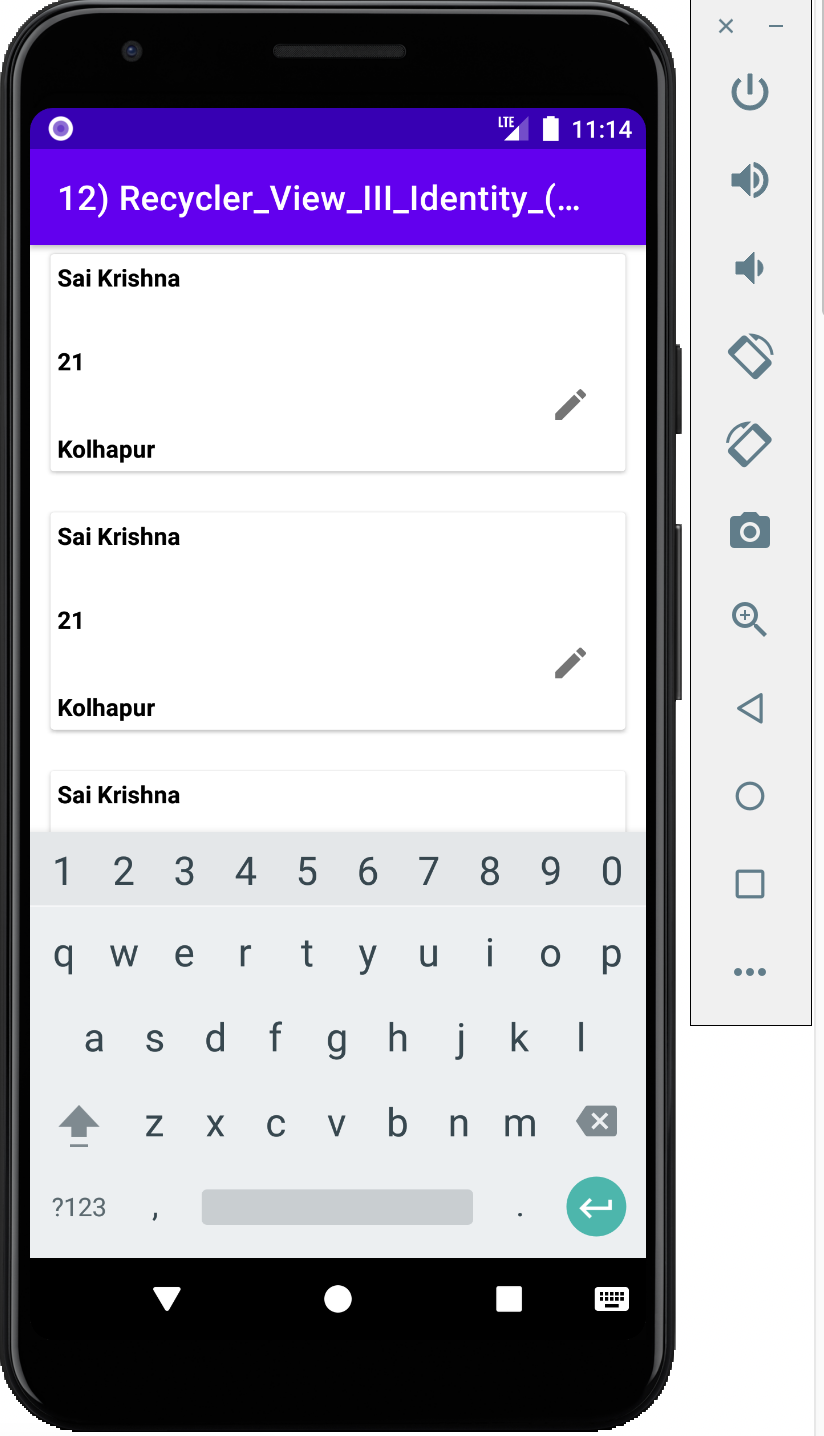 LTE 11:14
12) Recycler_View_III_Identity_(...
Sai Krishna
21
Kolhapur
Sai Krishna
21
Kolhapur
Sai Krishna
1 2 3 4 5 6 7 8 9 0
q w e r t y u i o p
a s d f g h j k l
z x c v b n m
?123 , .